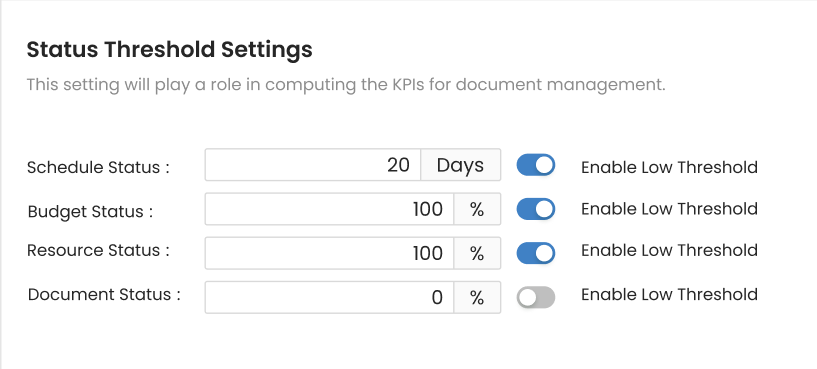 Status Threshold Settings
This setting will play a role in computing the KPIs for document management.
Schedule Status : 20 Days Enable Low Threshold
Budget Status : 100 % Enable Low Threshold
Resource Status : 100 % Enable Low Threshold
Document Status : 0 % Enable Low Threshold